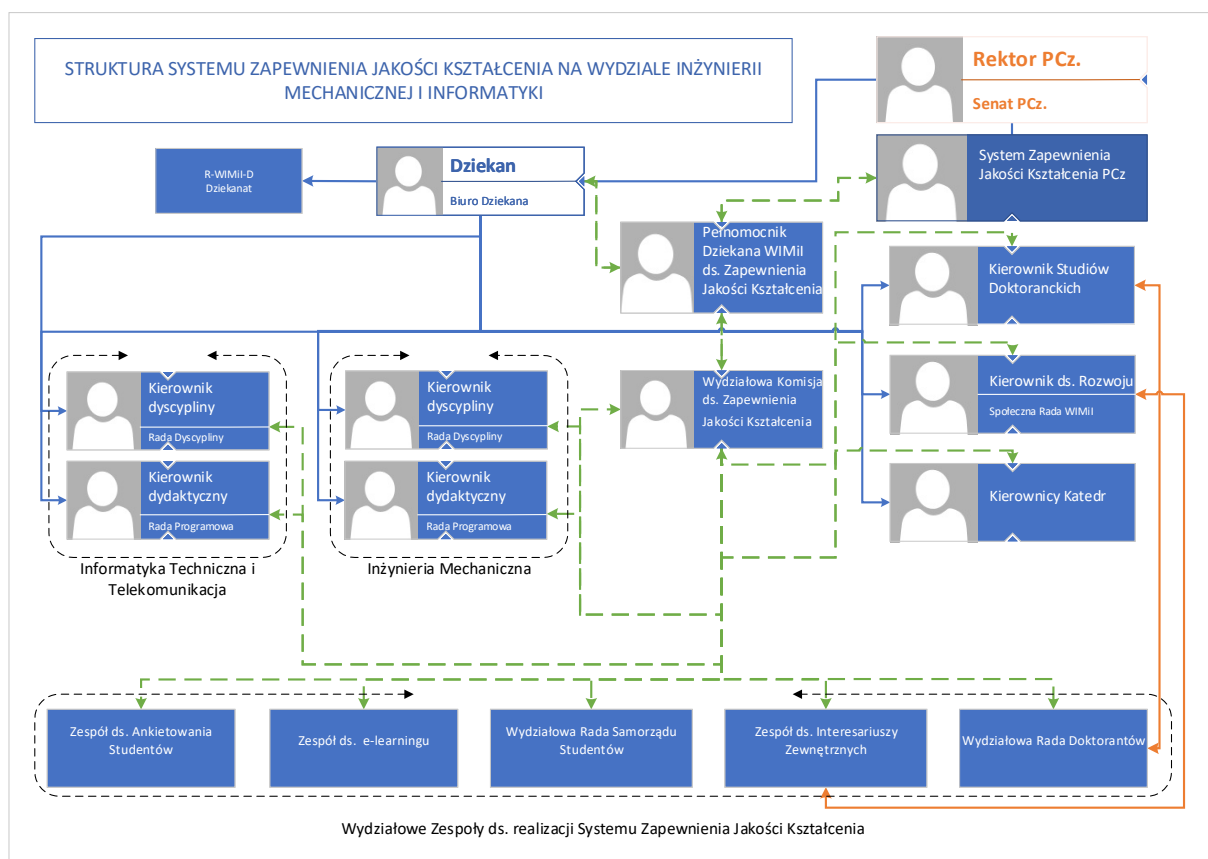 STRUKTURA SYSTEMU ZAPEWNIENIA JAKOŚCI KSZTAŁCENIA NA WYDZIALE INŻYNIERII
MECHANICZNEJ I INFORMATYKI
Rektor PCz.
Senat PCz.
System Zapewnienia
Jakości Kształcenia PCz
R-WIMiI-D
Dziekanat
Dziekan
Biuro Dziekana
Pełnomocnik
Dziekana WIMiI
ds. Zapewnienia
Jakości Kształcenia
Kierownik Studiów
Doktoranckich
Kierownik
dyscypliny
Rada Dyscypliny
Kierownik
dyscypliny
Rada Dyscypliny
Wydziałowa Komisja
ds. Zapewnienia
Jakości Kształcenia
Kierownik ds. Rozwoju
Społeczna Rada WIMiI
Kierownik
dydaktyczny
Rada Programowa
Kierownik
dydaktyczny
Rada Programowa
Kierownicy Katedr
Informatyka Techniczna i
Telekomunikacja
Inżynieria Mechaniczna
Zespół ds. Ankietowania
Studentów
Zespół ds. e-learningu
Wydziałowa Rada Samorządu
Studentów
Zespół ds. Interesariuszy
Zewnętrznych
Wydziałowa Rada Doktorantów
Wydziałowe Zespoły ds. realizacji Systemu Zapewnienia Jakości Kształcenia